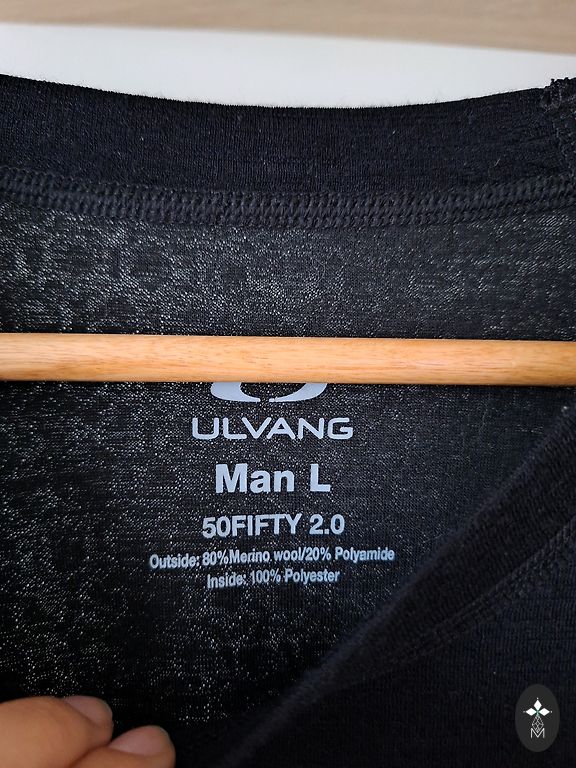 ULVANG
Man L
50FIFTY 2.0
Outside: 80%Merino wool/20% Polyamide
Inside: 100% Polyester
M